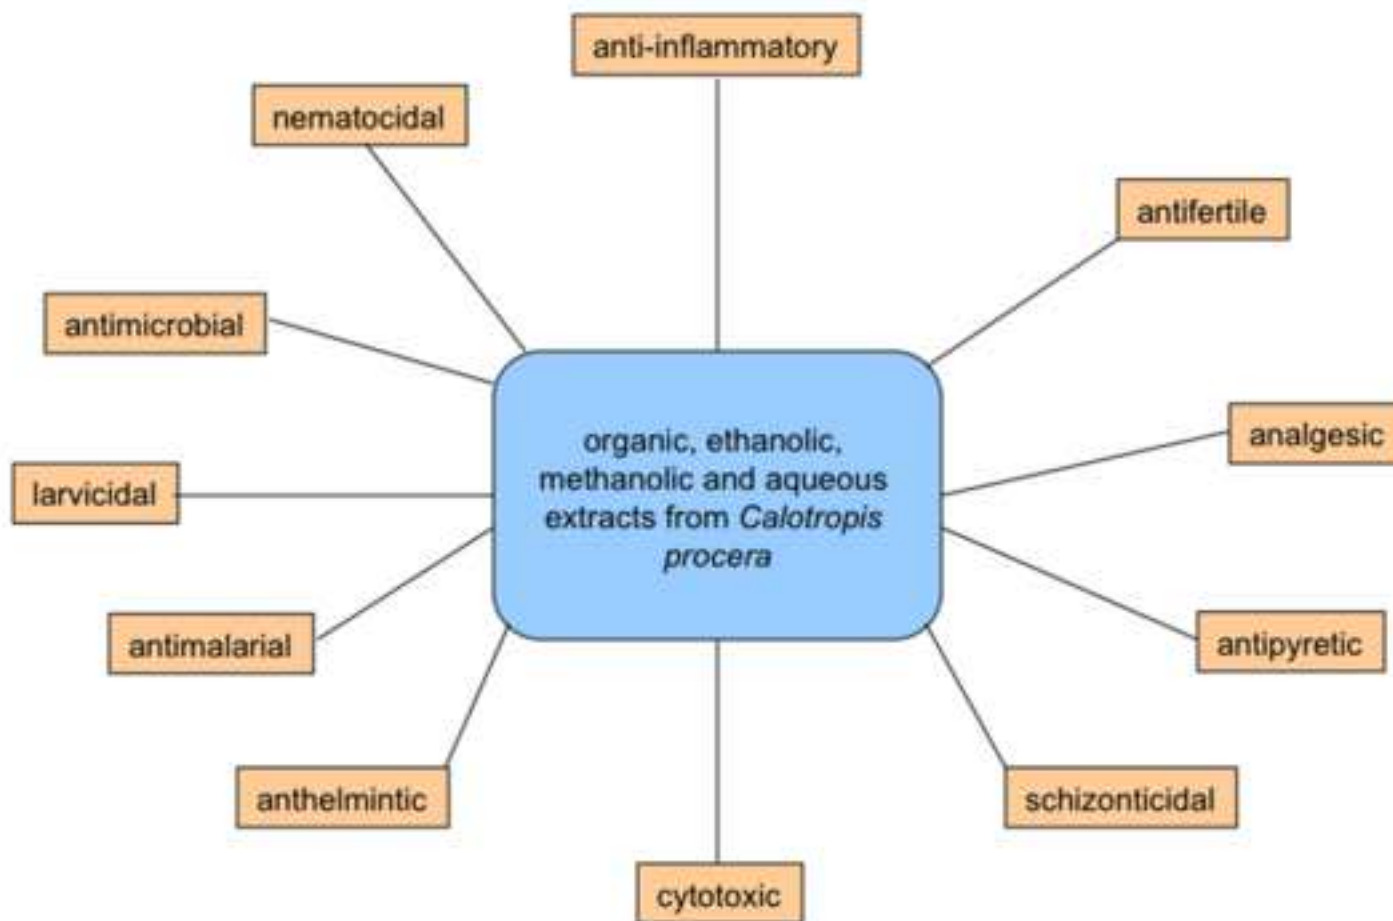 anti-inflammatory
nematocidal
antifertile
antimicrobial
analgesic
organic, ethanolic,
methanolic and aqueous
extracts from Calotropis
procera
larvicidal
antimalarial
antipyretic
anthelmintic
schizonticidal
cytotoxic